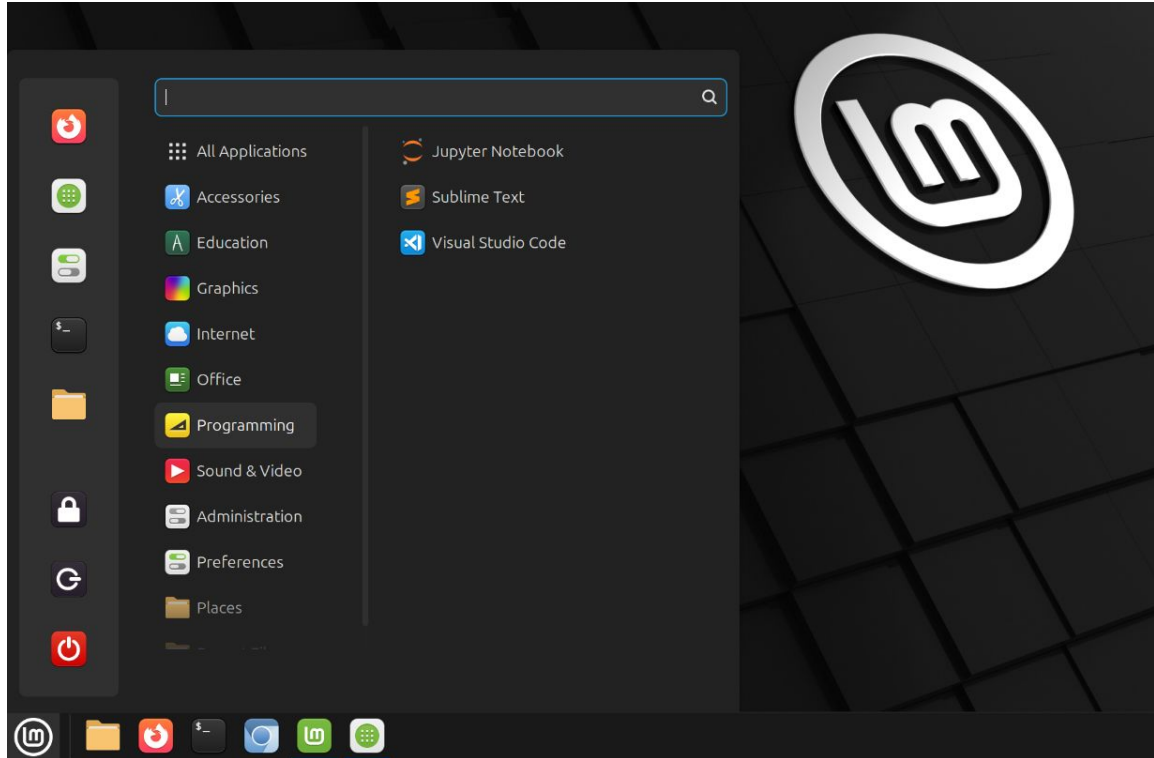 All Applications
Accessories
Education
Graphics
Internet
Office
Programming
Sound & Video
Administration
Preferences
Places
Jupyter Notebook
Sublime Text
Visual Studio Code
$_
$_